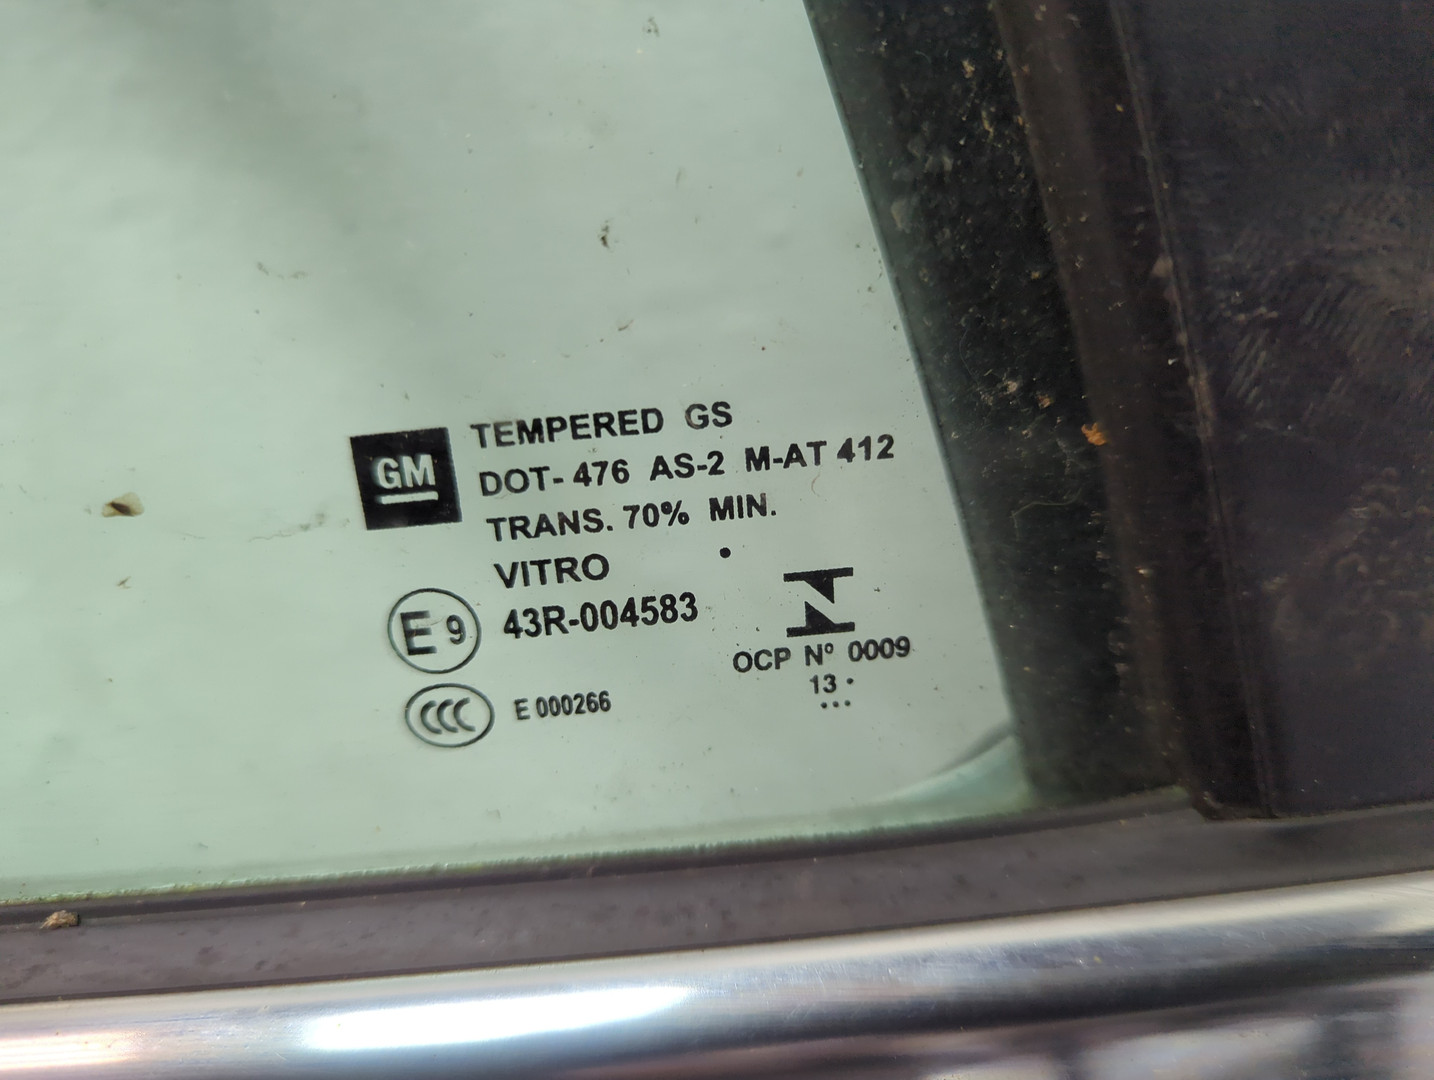 GM
TEMPERED GS
DOT-476 AS-2 M-AT 412
TRANS. 70% MIN.
VITRO
E9 43R-004583
OCP Nº 0009
13
CCC E 000266